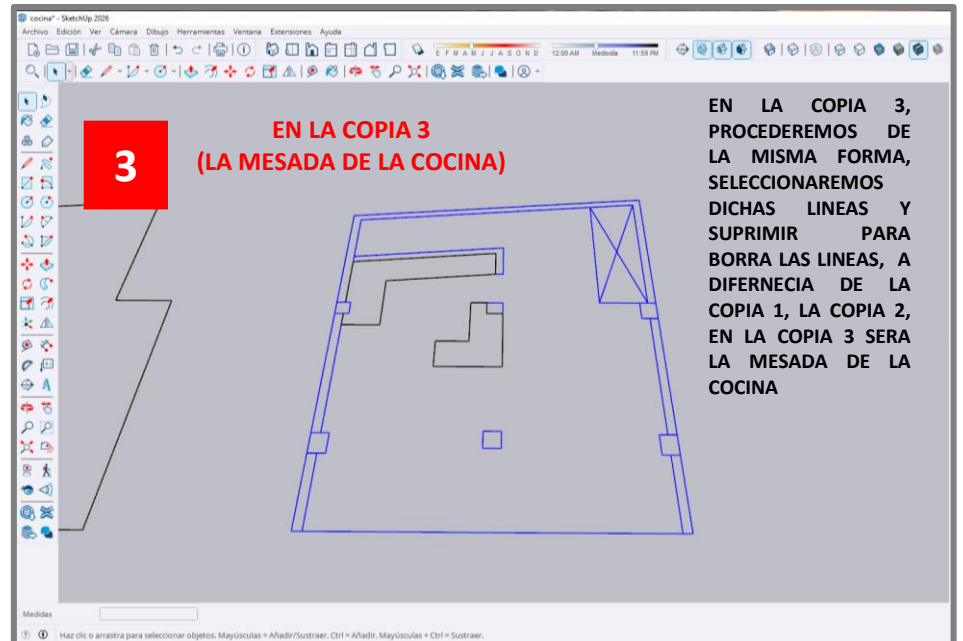 cocina* - SketchUp 2026
Archivo Edición Ver Cámara Dibujo Herramientas Ventana Extensiones Ayuda
E F M A M J J A S O N D 12:00 AM Mediodía 11:59 PM
3
EN LA COPIA 3
(LA MESADA DE LA COCINA)
EN LA COPIA 3,
PROCEDEREMOS DE
LA MISMA FORMA,
SELECCIONAREMOS
DICHAS LINEAS Y
SUPRIMIR PARA
BORRA LAS LINEAS, A
DIFERNECIA DE LA
COPIA 1, LA COPIA 2,
EN LA COPIA 3 SERA
LA MESADA DE LA
COCINA
Medidas
Haz clic o arrastra para seleccionar objetos. Mayúsculas = Añadir/Sustraer. Ctrl = Añadir. Mayúsculas + Ctrl = Sustraer.